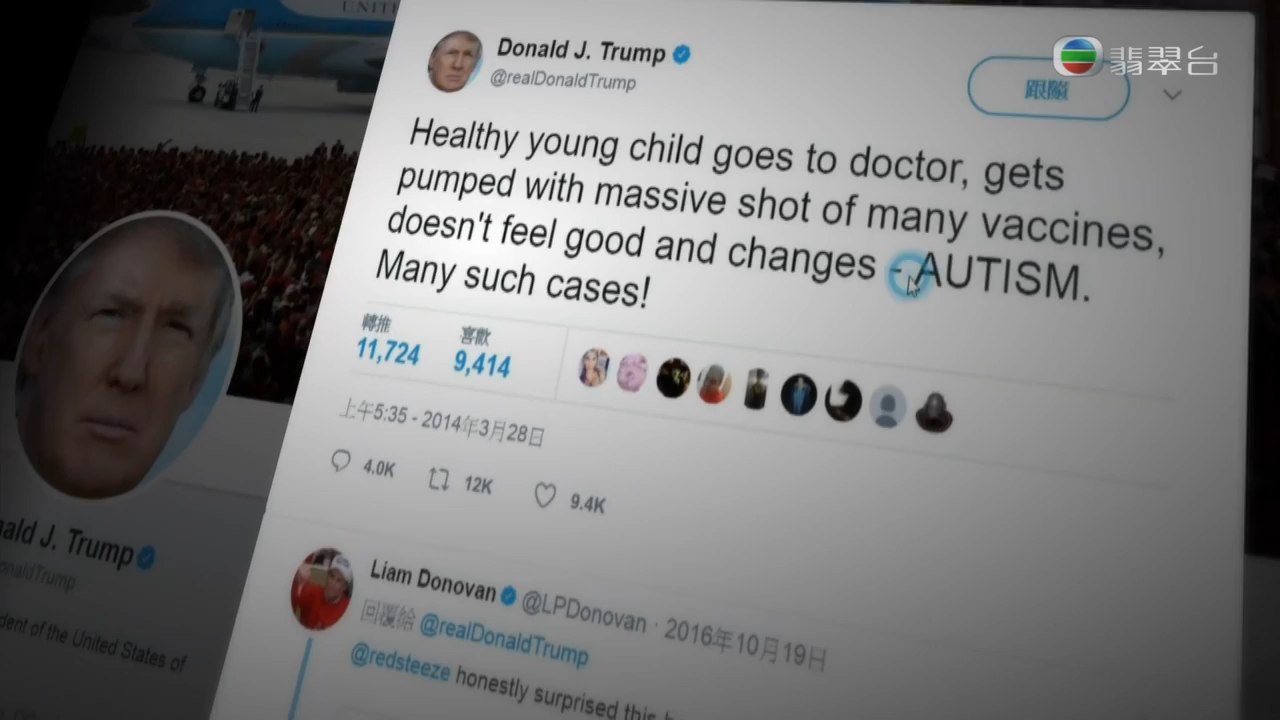 UNIT
翡翠台
Donald J. Trump
@realDonaldTrump
跟隨
Healthy young child goes to doctor, gets
pumped with massive shot of many vaccines,
doesn't feel good and changes - AUTISM.
Many such cases!
轉推
喜歡
11,724
9,414
上午5:35 - 2014年3月28日
4.0K
12K
9.4K
ald J. Trump
onaldTrump
dent of the United States of
Liam Donovan @LPDonovan · 2016年10月19日
回覆給 @realDonaldTrump
@redsteeze honestly surprised this